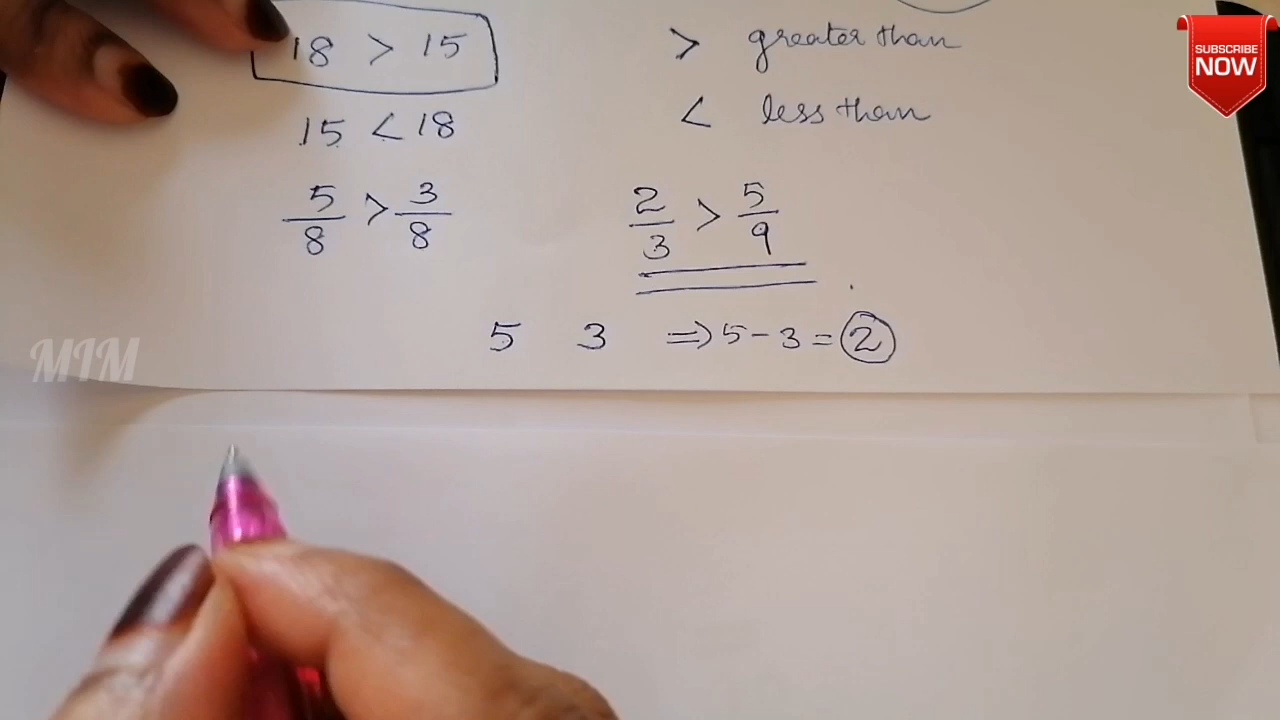 18 > 15
> greater than
SUBSCRIBE
NOW
15 < 18
< less than
5/8 > 3/8
2/3 > 5/9
5 3 ⇒ 5 - 3 = 2
MIM